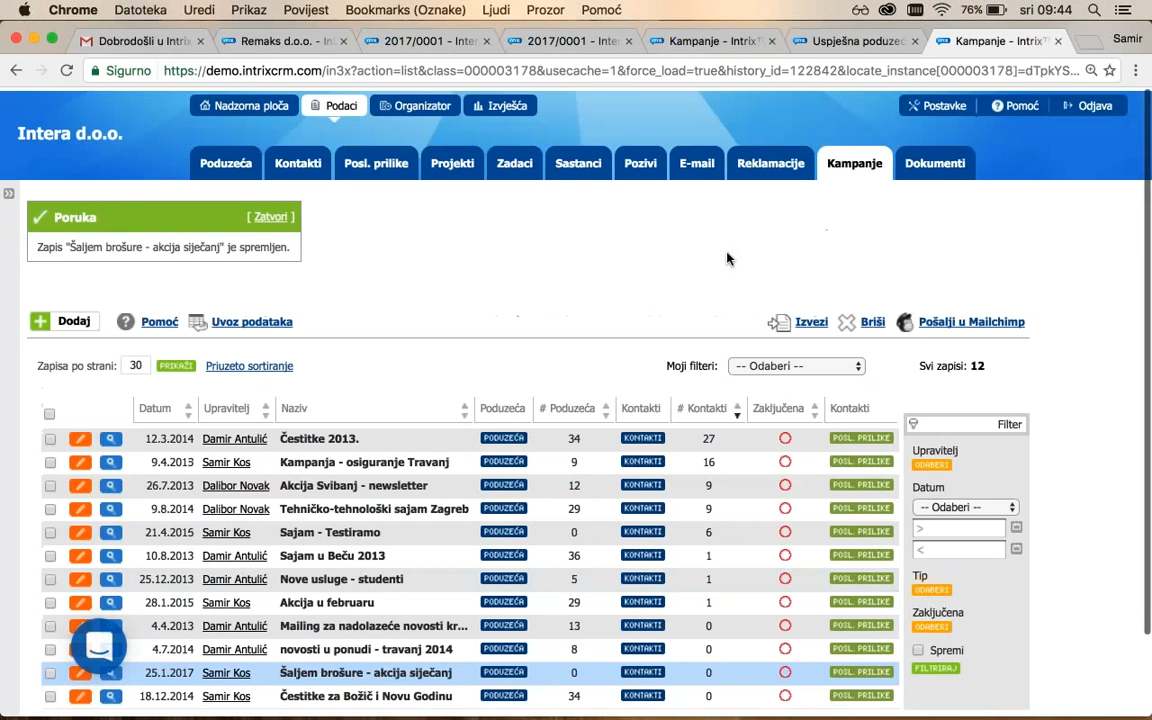 Chrome Datoteka Uredi Prikaz Povijest Bookmarks (Oznake) Ljudi Prozor Pomoć 76% sri 09:44
Dobrodošli u Intrix Remaks d.o.o. - In 2017/0001 - Inter 2017/0001 - Inter Kampanje - Intrix™ Uspješna poduzeć Kampanje - Intrix™ Samir
Sigurno https://demo.intrixcrm.com/in3x?action=list&class=000003178&usecache=1&force_load=true&history_id=122842&locate_instance[000003178]=dTpkYS...
Nadzorna ploča Podaci Organizator Izvješća Postavke Pomoć Odjava
Intera d.o.o.
Poduzeća Kontakti Posl. prilike Projekti Zadaci Sastanci Pozivi E-mail Reklamacije Kampanje Dokumenti
Poruka [ Zatvori ]
Zapis "Šaljem brošure - akcija siječanj" je spremljen.
Dodaj Pomoć Uvoz podataka Izvezi Briši Pošalji u Mailchimp
Zapisa po strani: 30 PRIKAŽI Priuzeto sortiranje Moji filteri: -- Odaberi -- Svi zapisi: 12
Datum Upravitelj Naziv Poduzeća # Poduzeća Kontakti # Kontakti Zaključena Kontakti
12.3.2014 Damir Antulić Čestitke 2013. PODUZEĆA 34 KONTAKTI 27 POSL. PRILIKE
9.4.2013 Samir Kos Kampanja - osiguranje Travanj PODUZEĆA 9 KONTAKTI 16 POSL. PRILIKE
26.7.2013 Dalibor Novak Akcija Svibanj - newsletter PODUZEĆA 12 KONTAKTI 9 POSL. PRILIKE
9.8.2014 Dalibor Novak Tehničko-tehnološki sajam Zagreb PODUZEĆA 29 KONTAKTI 9 POSL. PRILIKE
21.4.2015 Samir Kos Sajam - Testiramo PODUZEĆA 0 KONTAKTI 6 POSL. PRILIKE
10.8.2013 Damir Antulić Sajam u Beču 2013 PODUZEĆA 36 KONTAKTI 1 POSL. PRILIKE
25.12.2013 Damir Antulić Nove usluge - studenti PODUZEĆA 5 KONTAKTI 1 POSL. PRILIKE
28.1.2015 Samir Kos Akcija u februaru PODUZEĆA 29 KONTAKTI 1 POSL. PRILIKE
4.4.2013 Damir Antulić Mailing za nadolazeće novosti kr... PODUZEĆA 13 KONTAKTI 0 POSL. PRILIKE
4.7.2014 Damir Antulić novosti u ponudi - travanj 2014 PODUZEĆA 8 KONTAKTI 0 POSL. PRILIKE
25.1.2017 Samir Kos Šaljem brošure - akcija siječanj PODUZEĆA 0 KONTAKTI 0 POSL. PRILIKE
18.12.2014 Samir Kos Čestitke za Božić i Novu Godinu PODUZEĆA 34 KONTAKTI 0 POSL. PRILIKE
Filter
Upravitelj
ODABERI
Datum
-- Odaberi --
>
<
Tip
ODABERI
Zaključena
ODABERI
Spremi
FILTRIRAJ